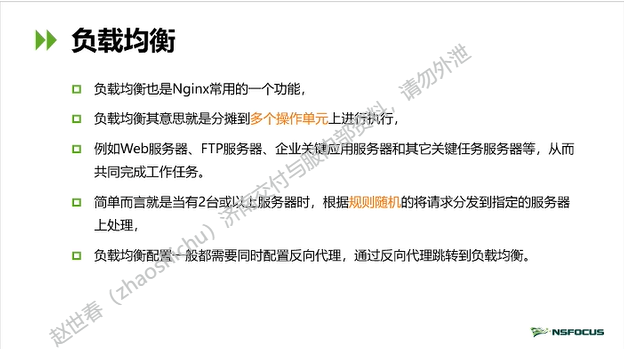 负载均衡
负载均衡也是Nginx常用的一个功能，
负载均衡其意思就是分摊到多个操作单元上进行执行，
例如Web服务器、FTP服务器、企业关键应用服务器和其它关键任务服务器等，从而
共同完成工作任务。
简单而言就是当有2台或以上服务器时，根据规则随机的将请求分发到指定的服务器
上处理，
负载均衡配置一般都需要同时配置反向代理，通过反向代理跳转到负载均衡。
赵世春（zhaoshichu）济南交付与服内部资料，请勿外泄
NSFOCUS